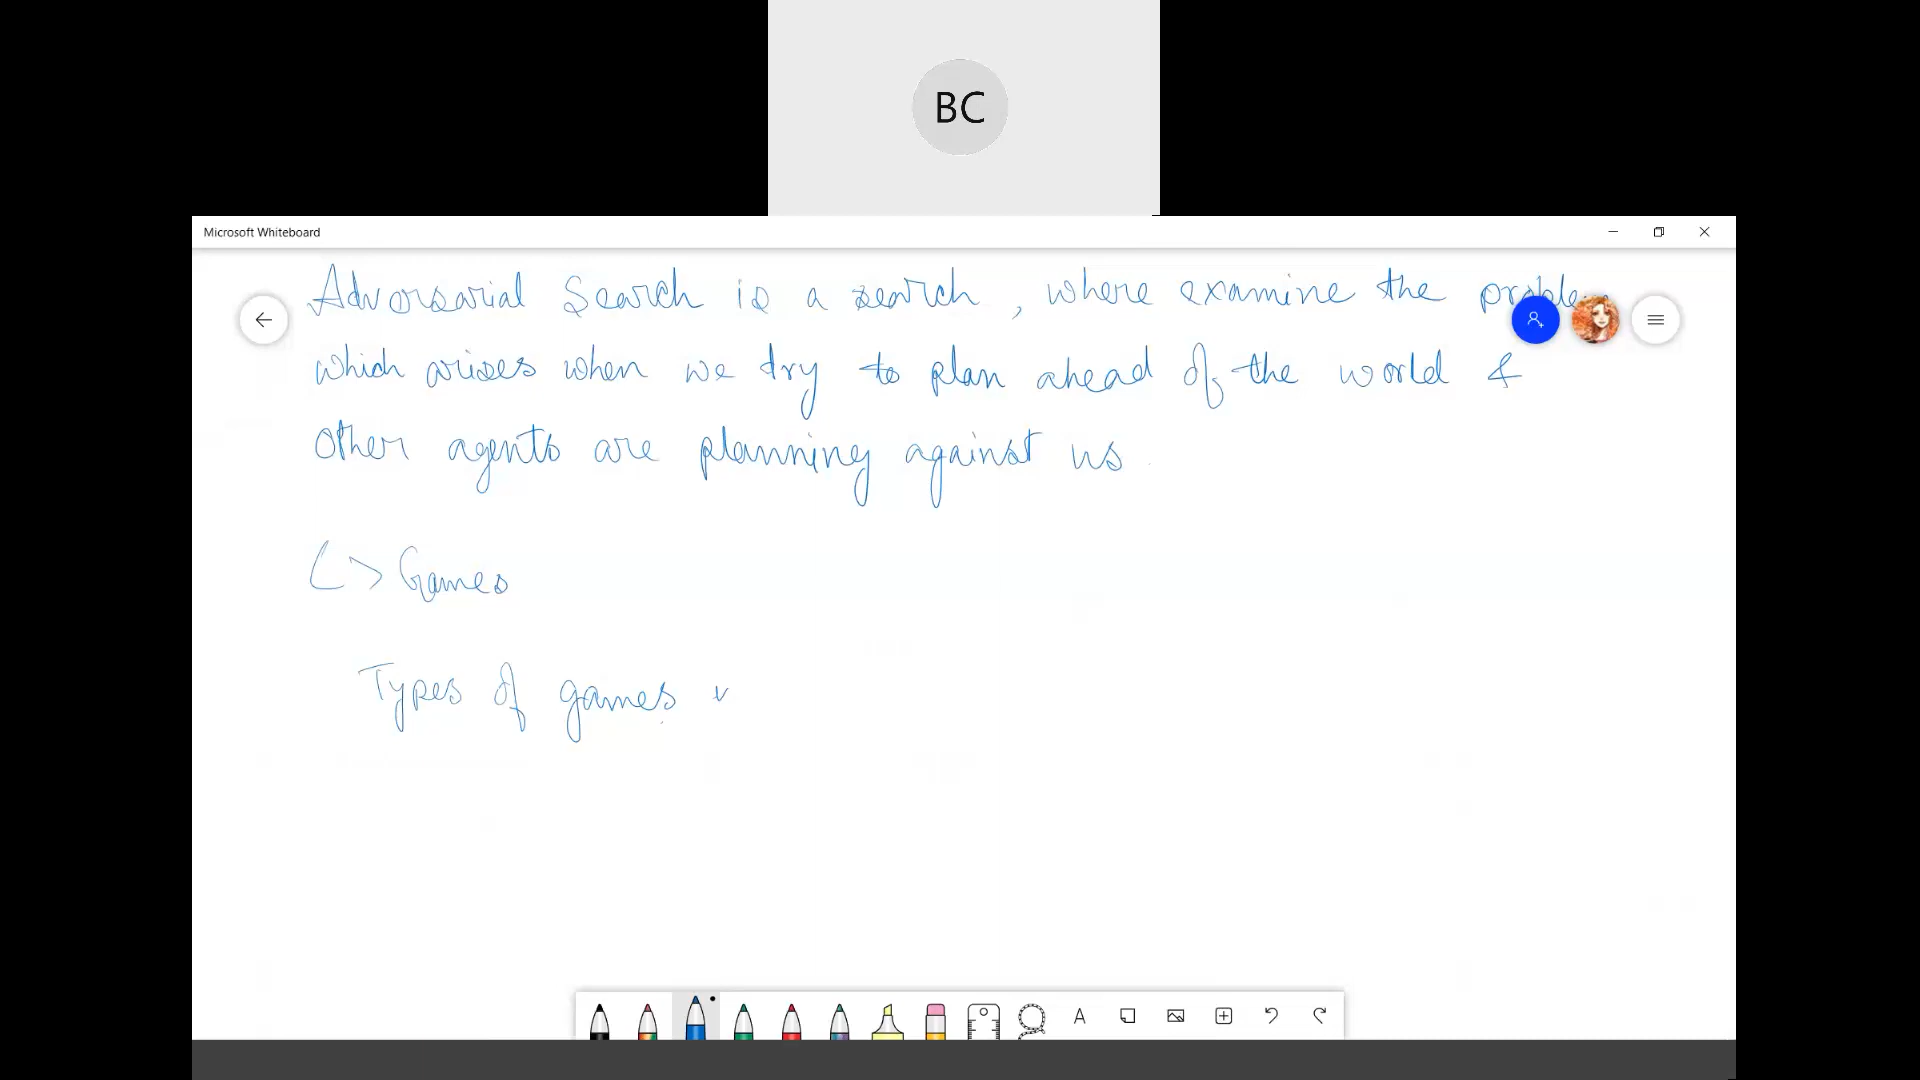 BC
Microsoft Whiteboard
Adversarial Search is a search, where examine the proble
which arises when we try to plan ahead of the world &
other agents are planning against us.
↳ Games
Types of games
A